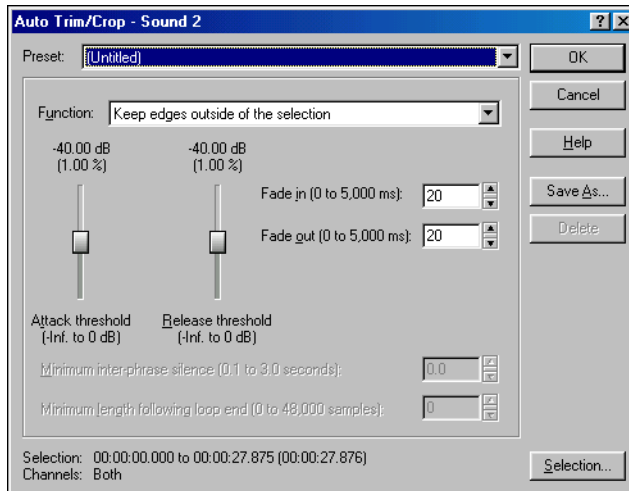 Auto Trim/Crop - Sound 2
Preset: (Untitled)
OK
Cancel
Help
Save As...
Delete
Function: Keep edges outside of the selection
-40.00 dB -40.00 dB
(1.00 %) (1.00 %)
Fade in (0 to 5,000 ms): 20
Fade out (0 to 5,000 ms): 20
Attack threshold Release threshold
(-Inf. to 0 dB) (-Inf. to 0 dB)
Minimum inter-phrase silence (0.1 to 3.0 seconds): 0.0
Minimum length following loop end (0 to 48,000 samples): 0
Selection: 00:00:00.000 to 00:00:27.875 (00:00:27.876)
Channels: Both
Selection...